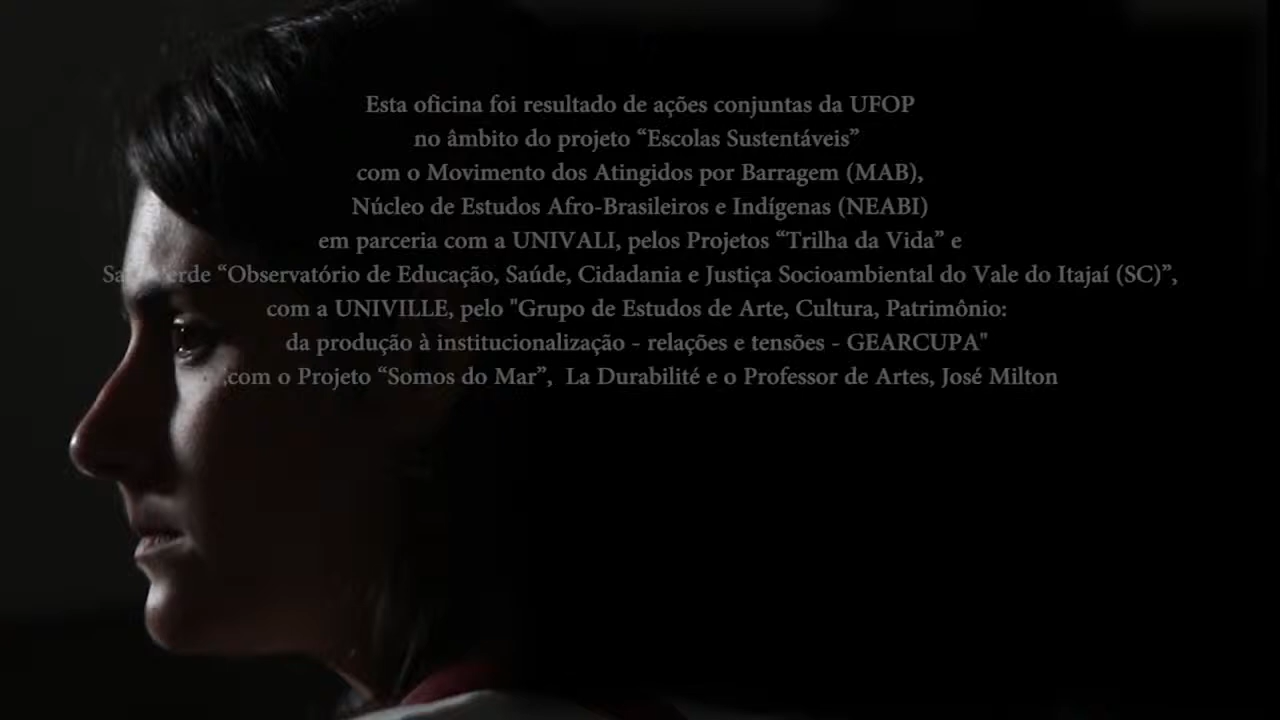 Esta oficina foi resultado de ações conjuntas da UFOP
no âmbito do projeto “Escolas Sustentáveis”
com o Movimento dos Atingidos por Barragem (MAB),
Núcleo de Estudos Afro-Brasileiros e Indígenas (NEABI)
em parceria com a UNIVALI, pelos Projetos “Trilha da Vida” e
“Observatório de Educação, Saúde, Cidadania e Justiça Socioambiental do Vale do Itajaí (SC)”,
com a UNIVILLE, pelo "Grupo de Estudos de Arte, Cultura, Patrimônio:
da produção à institucionalização - relações e tensões - GEARCUPA"
com o Projeto “Somos do Mar”, La Durabilité e o Professor de Artes, José Milton